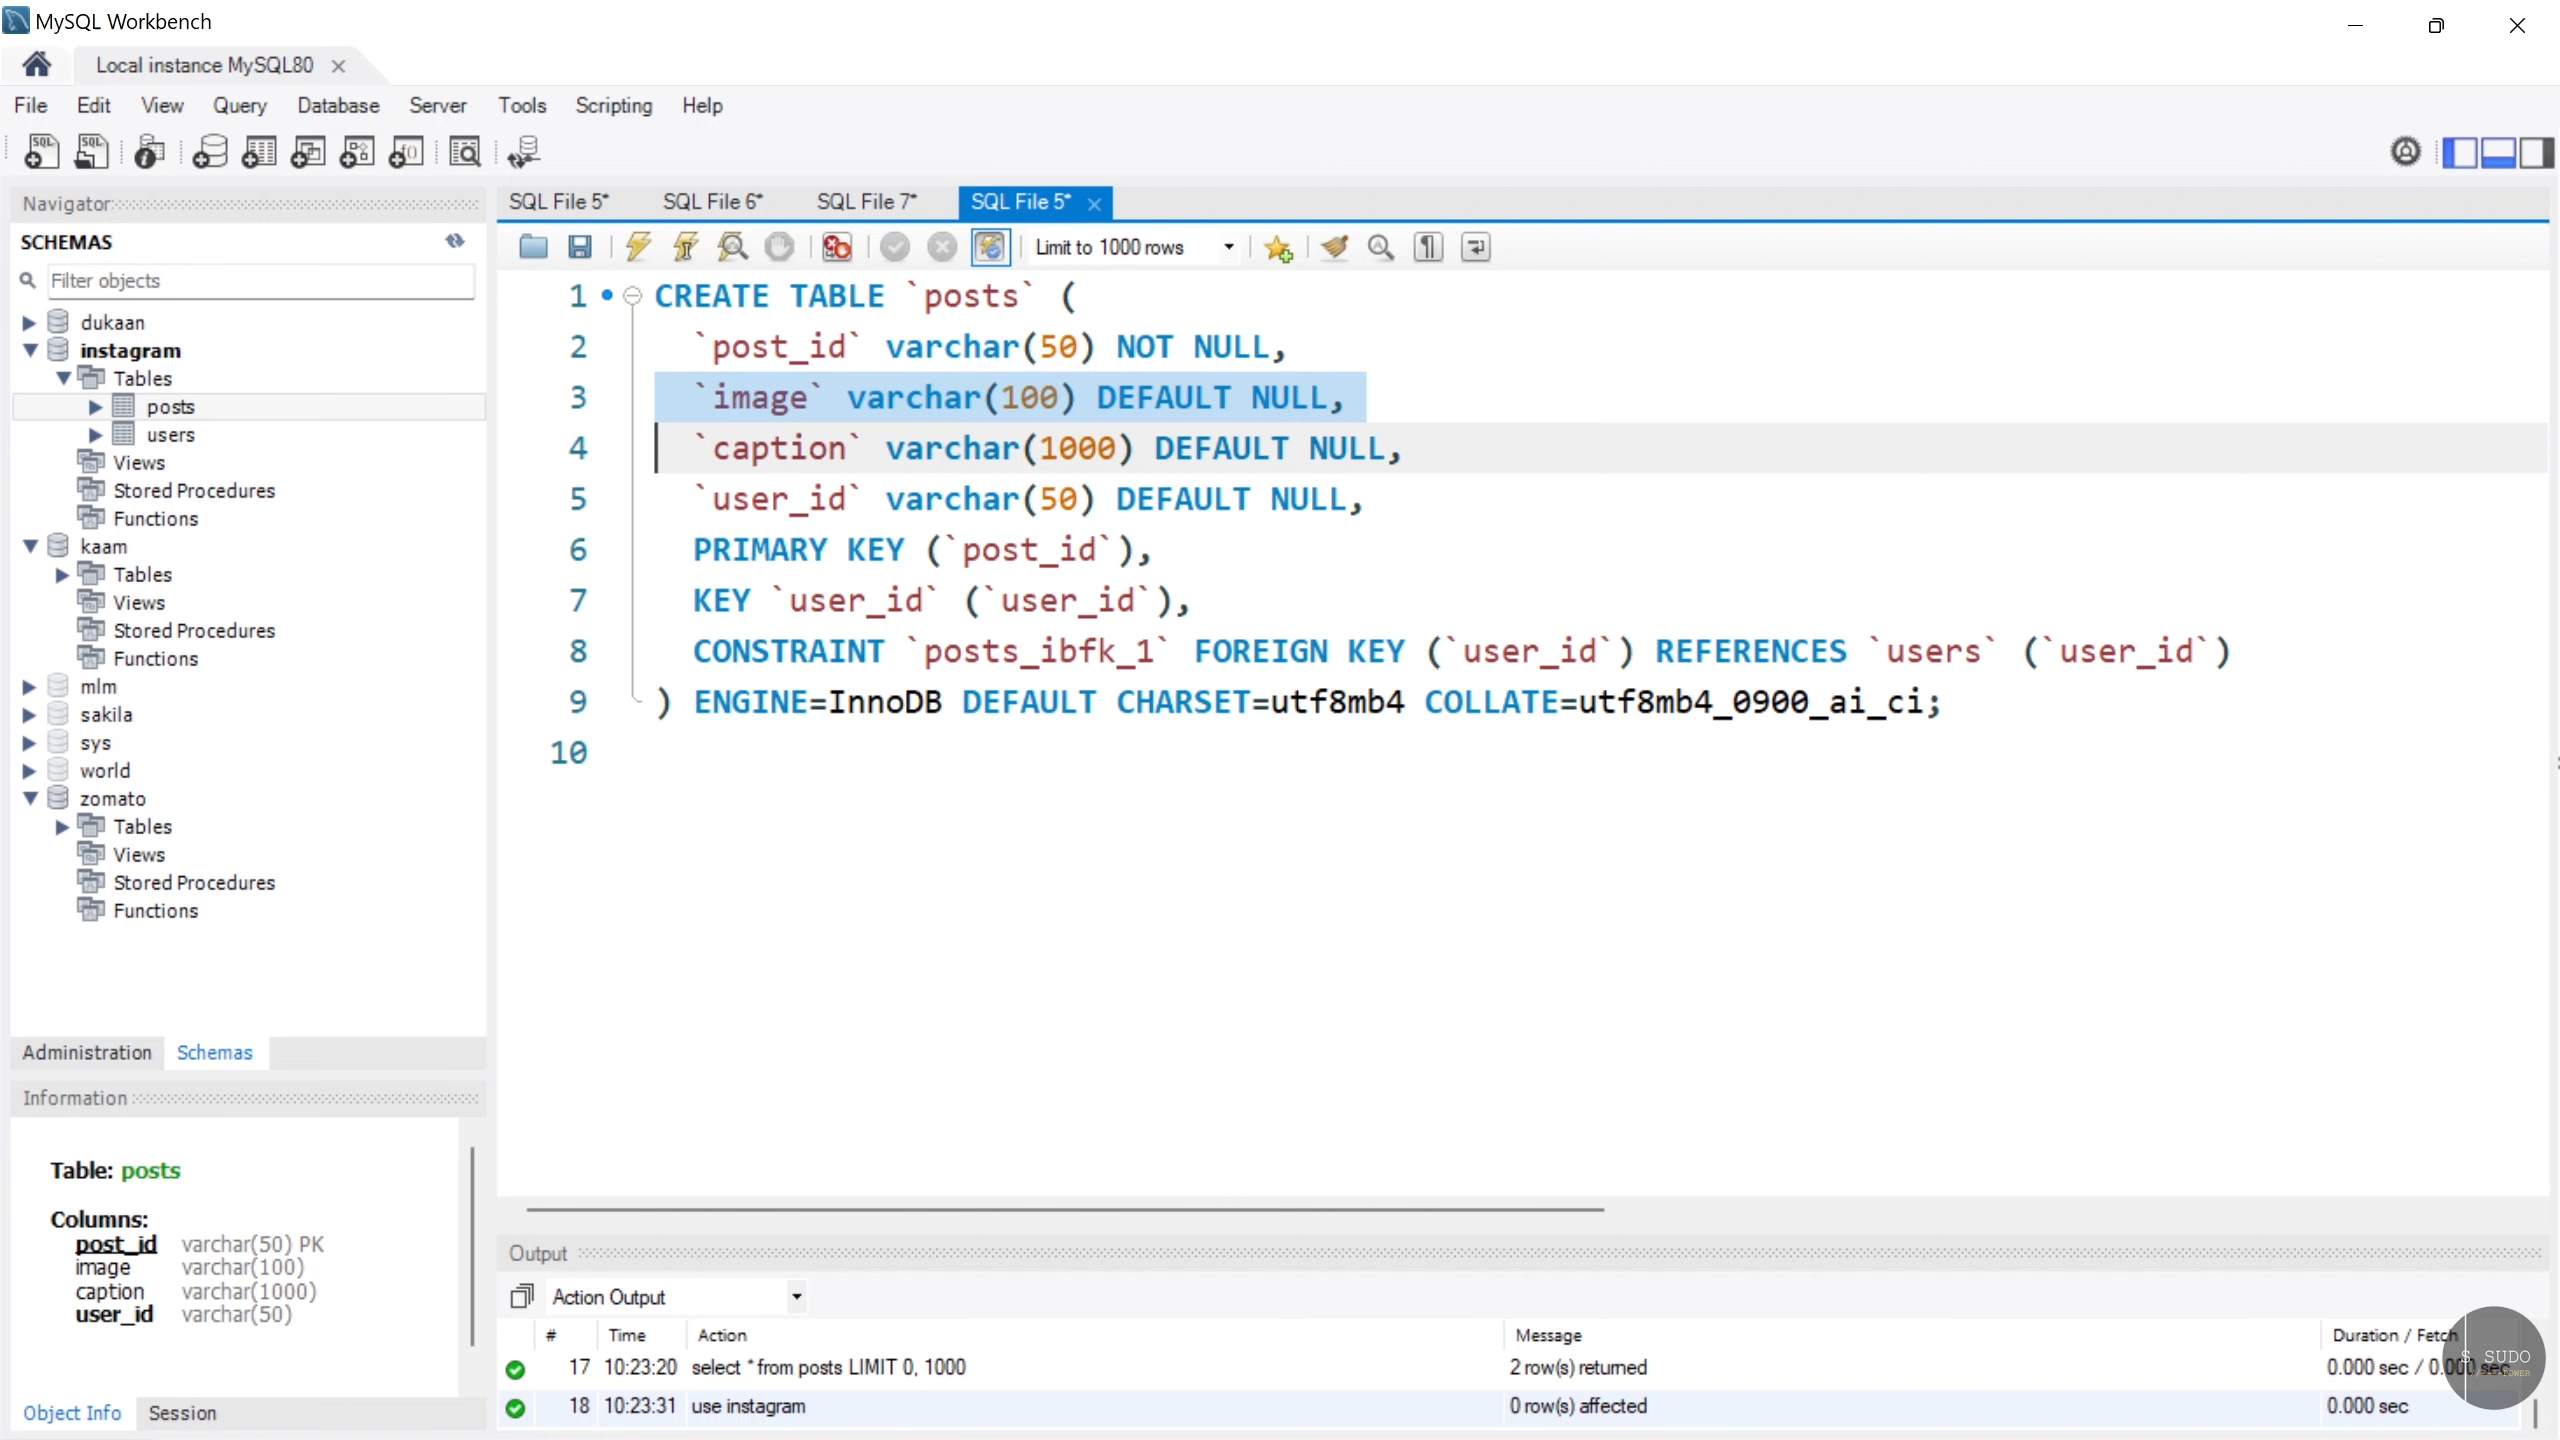 MySQL Workbench
Local instance MySQL80
File Edit View Query Database Server Tools Scripting Help
Navigator
SCHEMAS
Filter objects
dukaan
instagram
Tables
posts
users
Views
Stored Procedures
Functions
kaam
Tables
Views
Stored Procedures
Functions
mlm
sakila
sys
world
zomato
Tables
Views
Stored Procedures
Functions
Administration Schemas
Information
Table: posts
Columns:
post_id varchar(50) PK
image varchar(100)
caption varchar(1000)
user_id varchar(50)
Object Info Session
SQL File 5* SQL File 6* SQL File 7* SQL File 5*
Limit to 1000 rows
1 CREATE TABLE `posts` (
2 `post_id` varchar(50) NOT NULL,
3 `image` varchar(100) DEFAULT NULL,
4 `caption` varchar(1000) DEFAULT NULL,
5 `user_id` varchar(50) DEFAULT NULL,
6 PRIMARY KEY (`post_id`),
7 KEY `user_id` (`user_id`),
8 CONSTRAINT `posts_ibfk_1` FOREIGN KEY (`user_id`) REFERENCES `users` (`user_id`)
9 ) ENGINE=InnoDB DEFAULT CHARSET=utf8mb4 COLLATE=utf8mb4_0900_ai_ci;
10
Output
Action Output
# Time Action Message Duration / Fetch
17 10:23:20 select * from posts LIMIT 0, 1000 2 row(s) returned 0.000 sec / 0.000 sec
18 10:23:31 use instagram 0 row(s) affected 0.000 sec
$ SUDO